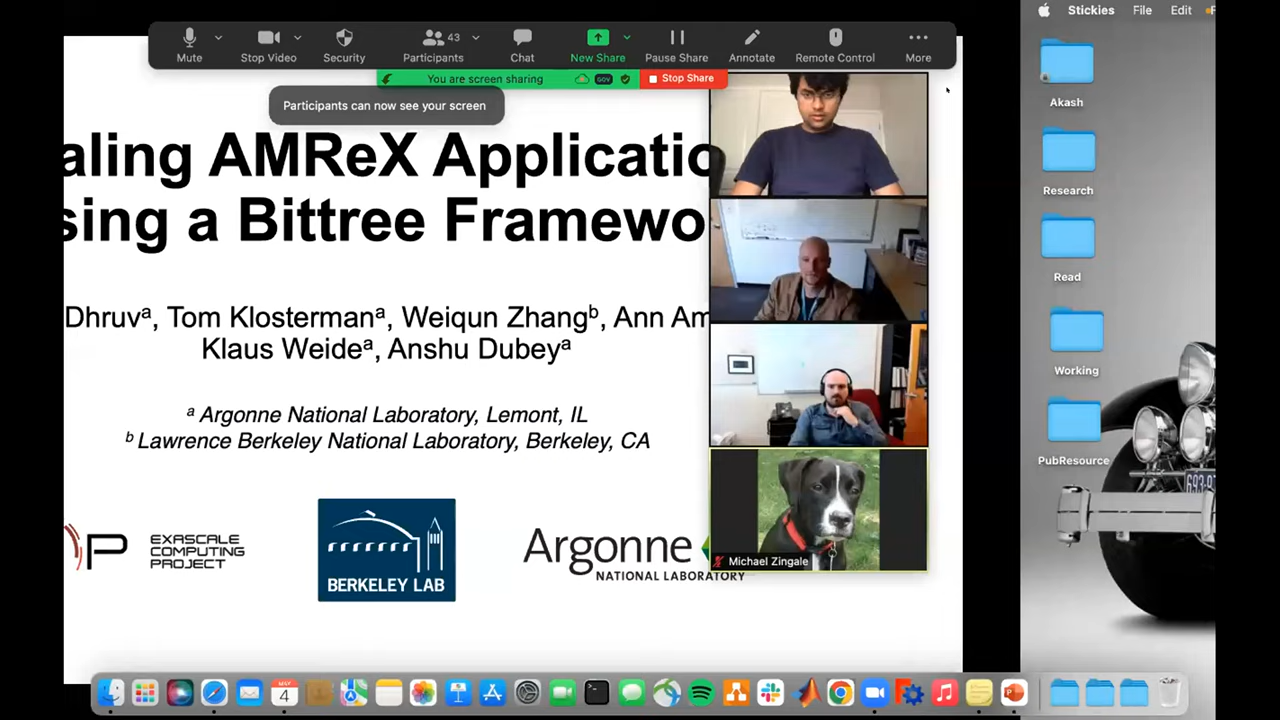 Stickies File Edit
Mute Stop Video Security Participants 43 Chat New Share Pause Share Annotate Remote Control More
You are screen sharing GOV Stop Share
Participants can now see your screen
aling AMReX Applicatio
sing a Bittree Framewo
Dhruvᵃ, Tom Klostermanᵃ, Weiqun Zhangᵇ, Ann Am
Klaus Weideᵃ, Anshu Dubeyᵃ
ᵃ Argonne National Laboratory, Lemont, IL
ᵇ Lawrence Berkeley National Laboratory, Berkeley, CA
P EXASCALE
COMPUTING
PROJECT
BERKELEY LAB
Argonne
NATIONAL LABORATORY
Michael Zingale
Akash
Research
Read
Working
PubResource
MAY
4